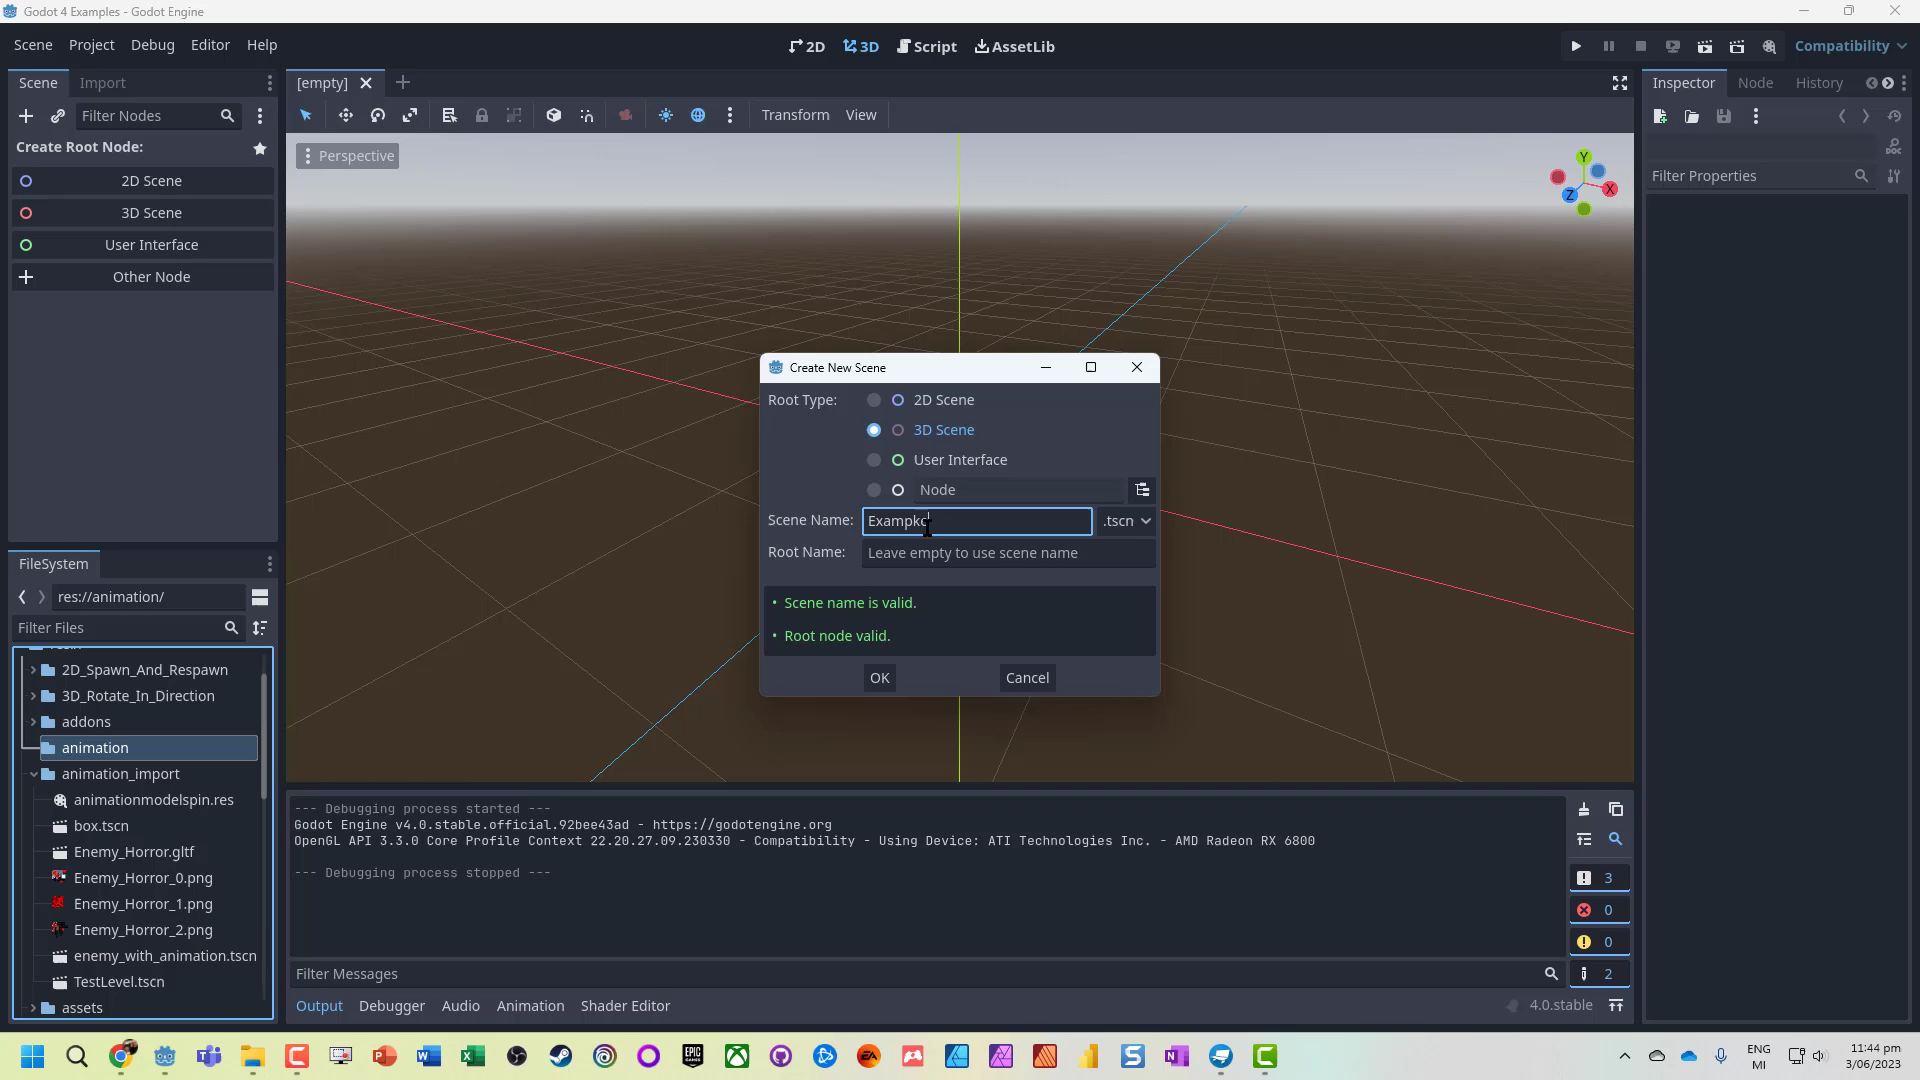 Godot 4 Examples - Godot Engine
Scene Project Debug Editor Help
2D 3D Script AssetLib
Compatibility
Scene Import
[empty]
Inspector Node History
Filter Nodes
Transform View
Create Root Node:
Perspective
Y
X
Z
DOC
Filter Properties
2D Scene
3D Scene
User Interface
Other Node
Create New Scene
Root Type:
2D Scene
3D Scene
User Interface
Node
Scene Name: .tscn
Root Name: Leave empty to use scene name
• Scene name is valid.
• Root node valid.
OK Cancel
FileSystem
res://animation/
Filter Files
2D_Spawn_And_Respawn
3D_Rotate_In_Direction
addons
animation
animation_import
animationmodelspin.res
box.tscn
Enemy_Horror.gltf
Enemy_Horror_0.png
Enemy_Horror_1.png
Enemy_Horror_2.png
enemy_with_animation.tscn
TestLevel.tscn
assets
--- Debugging process started ---
Godot Engine v4.0.stable.official.92bee43ad - https://godotengine.org
OpenGL API 3.3.0 Core Profile Context 22.20.27.09.230330 - Compatibility - Using Device: ATI Technologies Inc. - AMD Radeon RX 6800
--- Debugging process stopped ---
3
0
0
2
Filter Messages
Output Debugger Audio Animation Shader Editor
4.0.stable
EPIC GAMES
EA
ENG
MI
11:44 pm
3/06/2023